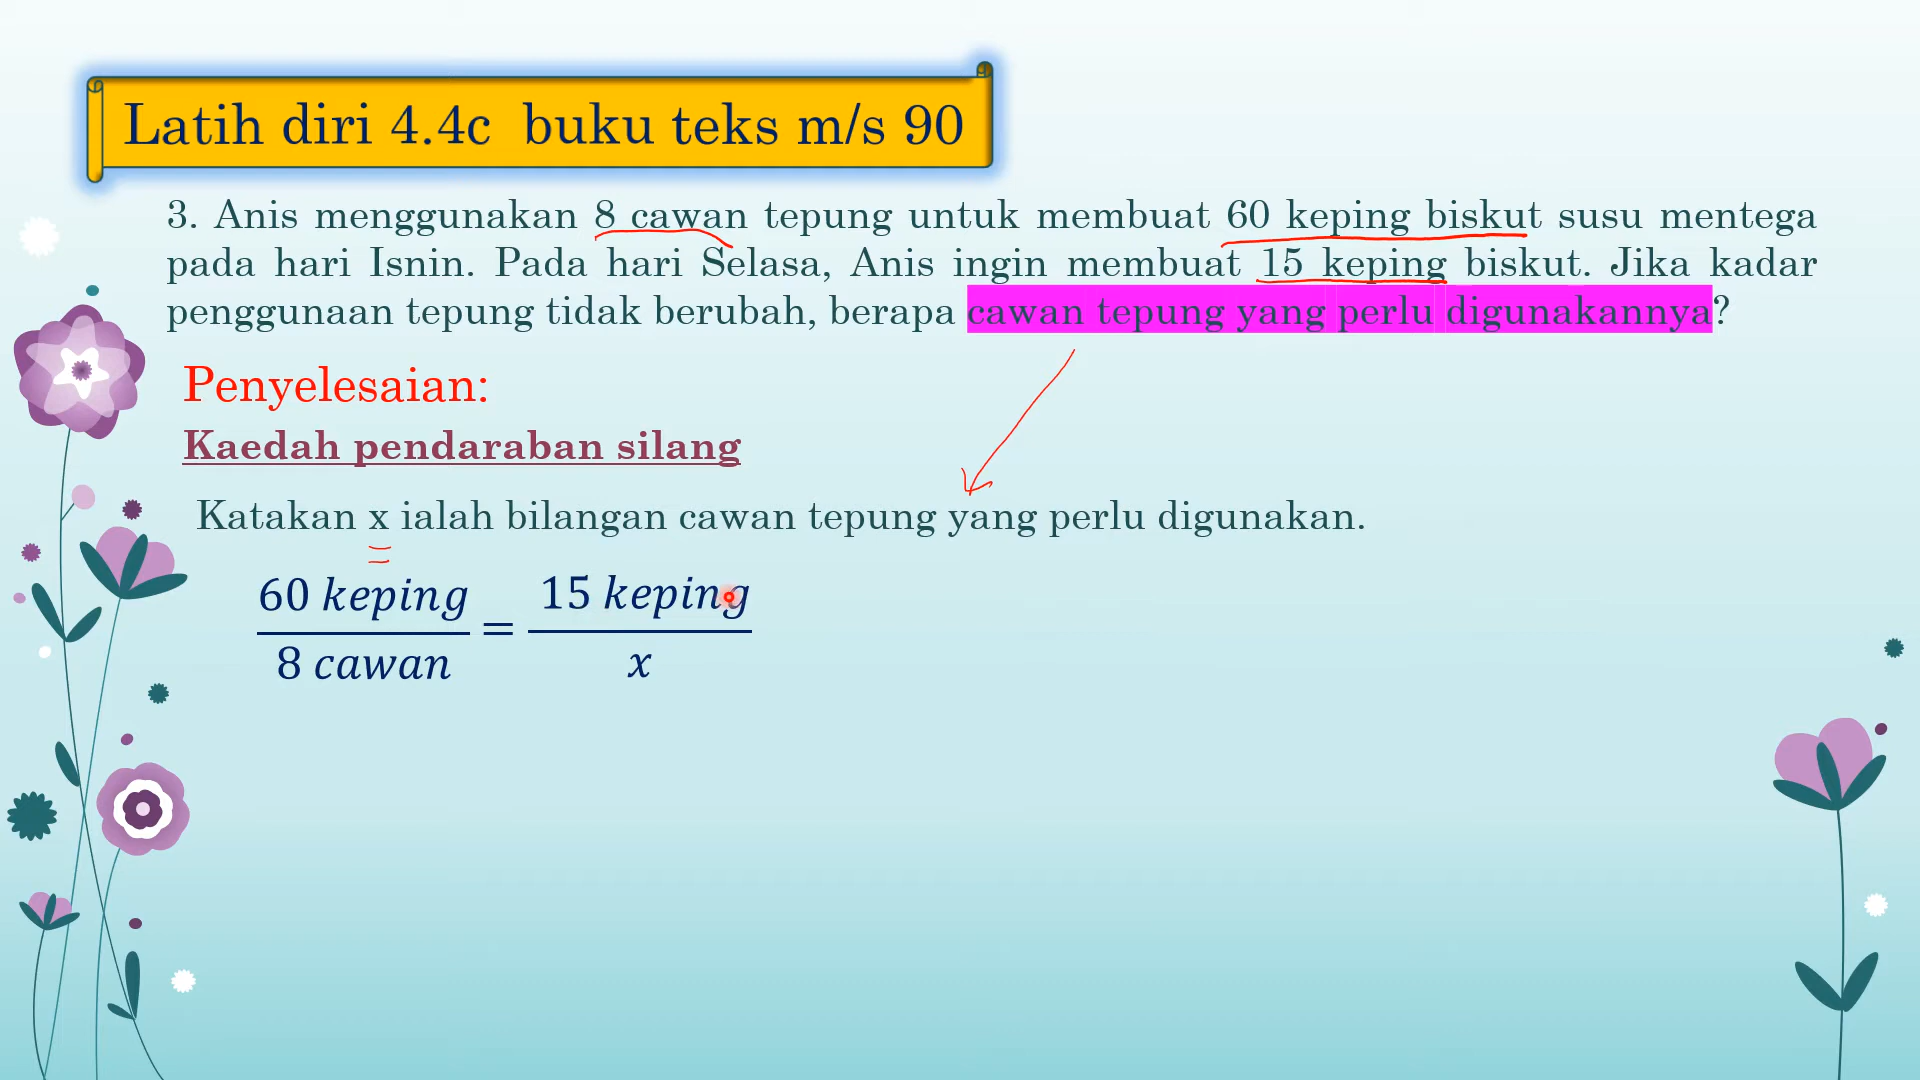 Latih diri 4.4c buku teks m/s 90
3. Anis menggunakan 8 cawan tepung untuk membuat 60 keping biskut susu mentega
pada hari Isnin. Pada hari Selasa, Anis ingin membuat 15 keping biskut. Jika kadar
penggunaan tepung tidak berubah, berapa cawan tepung yang perlu digunakannya?
Penyelesaian:
Kaedah pendaraban silang
Katakan x ialah bilangan cawan tepung yang perlu digunakan.
60 keping / 8 cawan = 15 keping / x